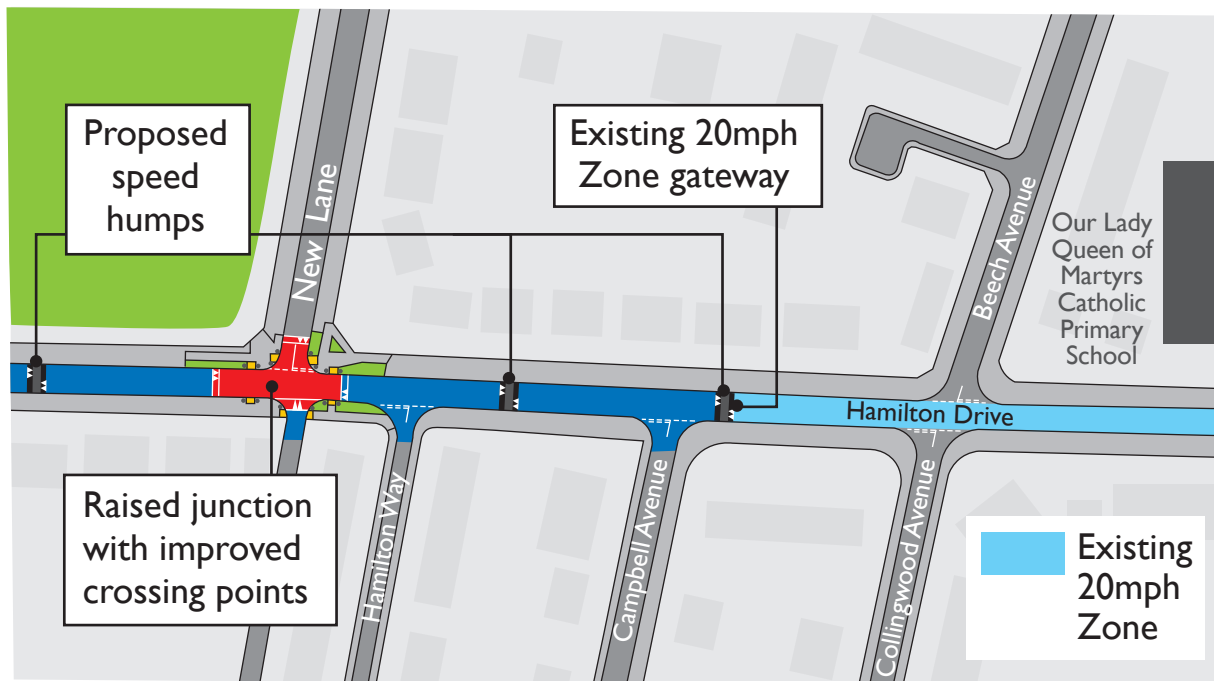 Proposed
speed
humps
Existing 20mph
Zone gateway
New Lane
Beech Avenue
Our Lady
Queen of
Martyrs
Catholic
Primary
School
Hamilton Drive
Raised junction
with improved
crossing points
Hamilton Way
Campbell Avenue
Collingwood Avenue
Existing
20mph
Zone